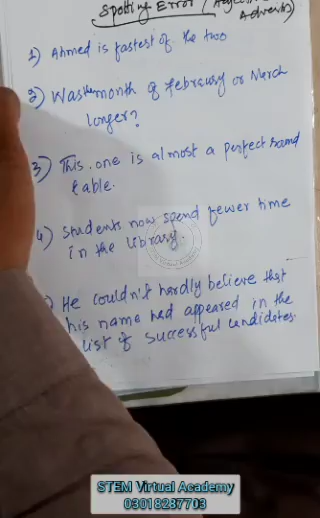 Spotting Error (Adjectives
Adverbs)
1) Ahmed is fastest of the two
2) Was the month of february or March
longer?
3) This one is almost a perfect round
table.
4) Students now spend fewer time
in the library.
He couldn't hardly believe that
his name had appeared in the
list of successful candidates.
STEM Virtual Academy
03018287703